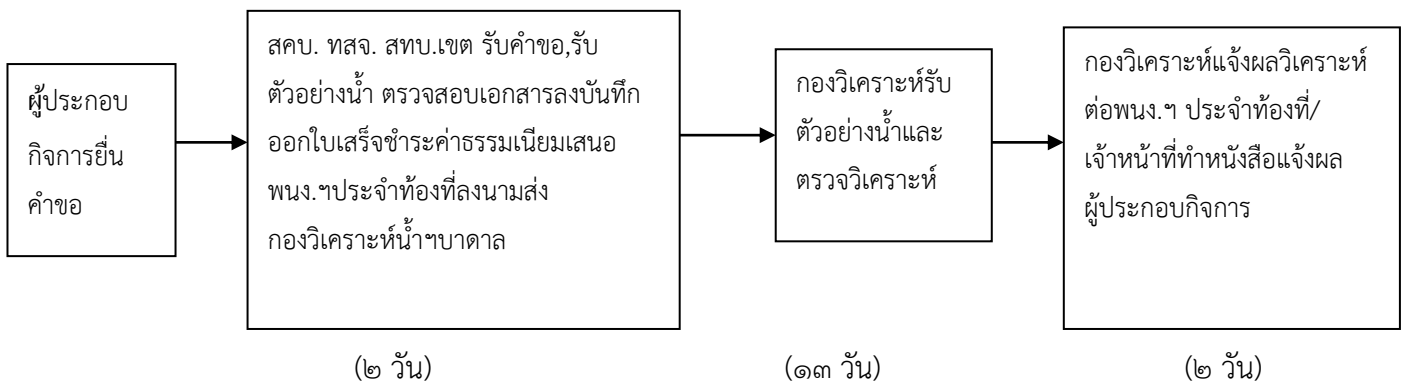 ผู้ประกอบ
กิจการยื่น
คำขอ
สคบ. ทสจ. สทบ.เขต รับคำขอ,รับ
ตัวอย่างน้ำ ตรวจสอบเอกสารลงบันทึก
ออกใบเสร็จชำระค่าธรรมเนียมเสนอ
พนง.ฯประจำท้องที่ลงนามส่ง
กองวิเคราะห์น้ำฯบาดาล
กองวิเคราะห์รับ
ตัวอย่างน้ำและ
ตรวจวิเคราะห์
กองวิเคราะห์แจ้งผลวิเคราะห์
ต่อพนง.ฯ ประจำท้องที่/
เจ้าหน้าที่ทำหนังสือแจ้งผล
ผู้ประกอบกิจการ
(๒ วัน)
(๑๓ วัน)
(๒ วัน)